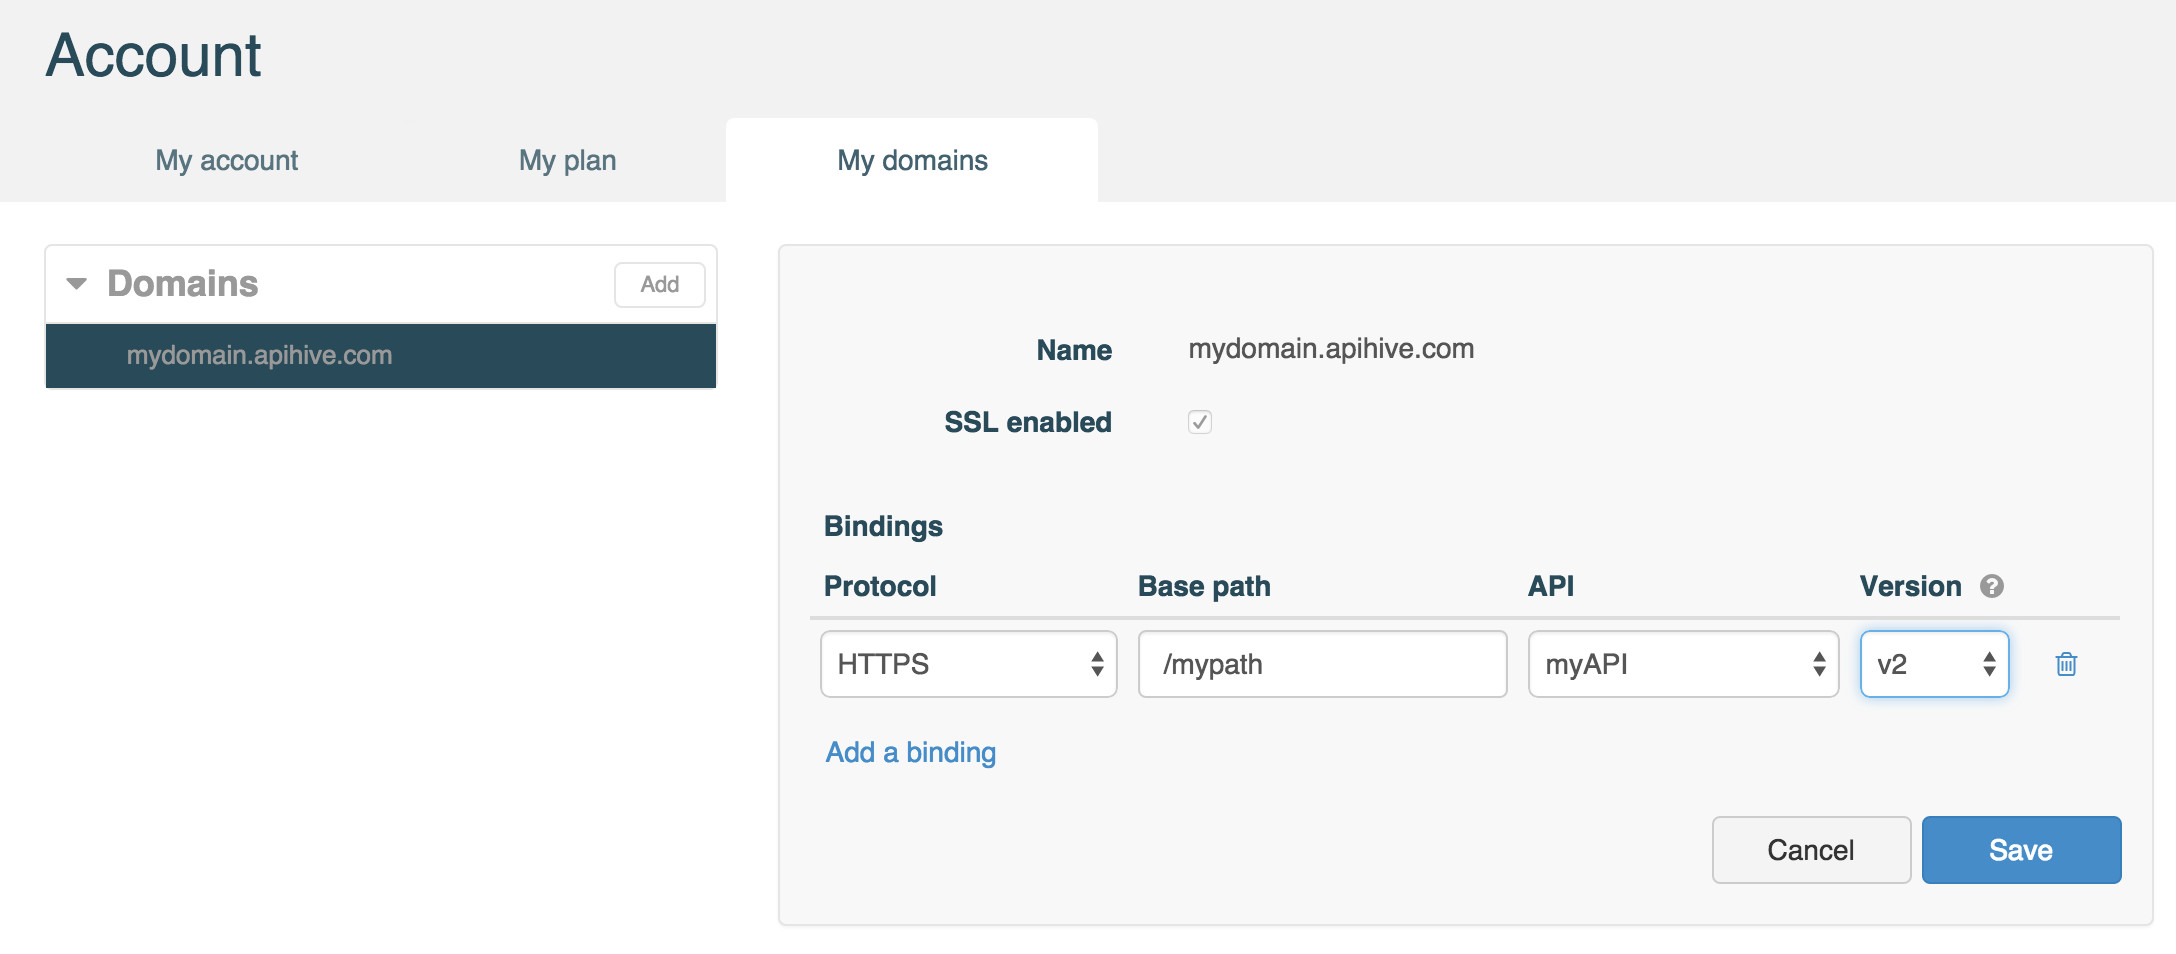 Account
My account My plan My domains
Domains Add
mydomain.apihive.com
Name mydomain.apihive.com
SSL enabled
Bindings
Protocol Base path API Version ?
HTTPS /mypath myAPI v2
Add a binding
Cancel Save